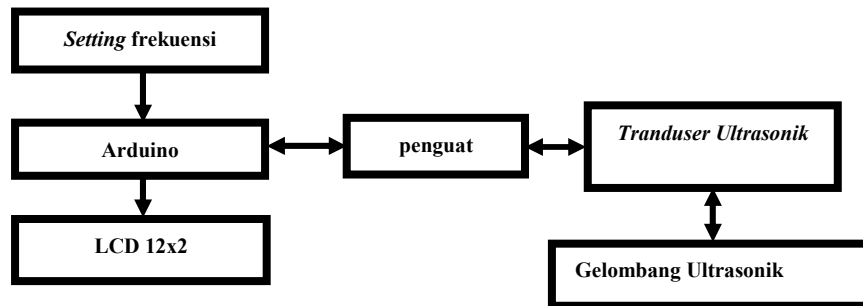 Setting frekuensi
Arduino
penguat
Tranduser Ultrasonik
LCD 12x2
Gelombang Ultrasonik